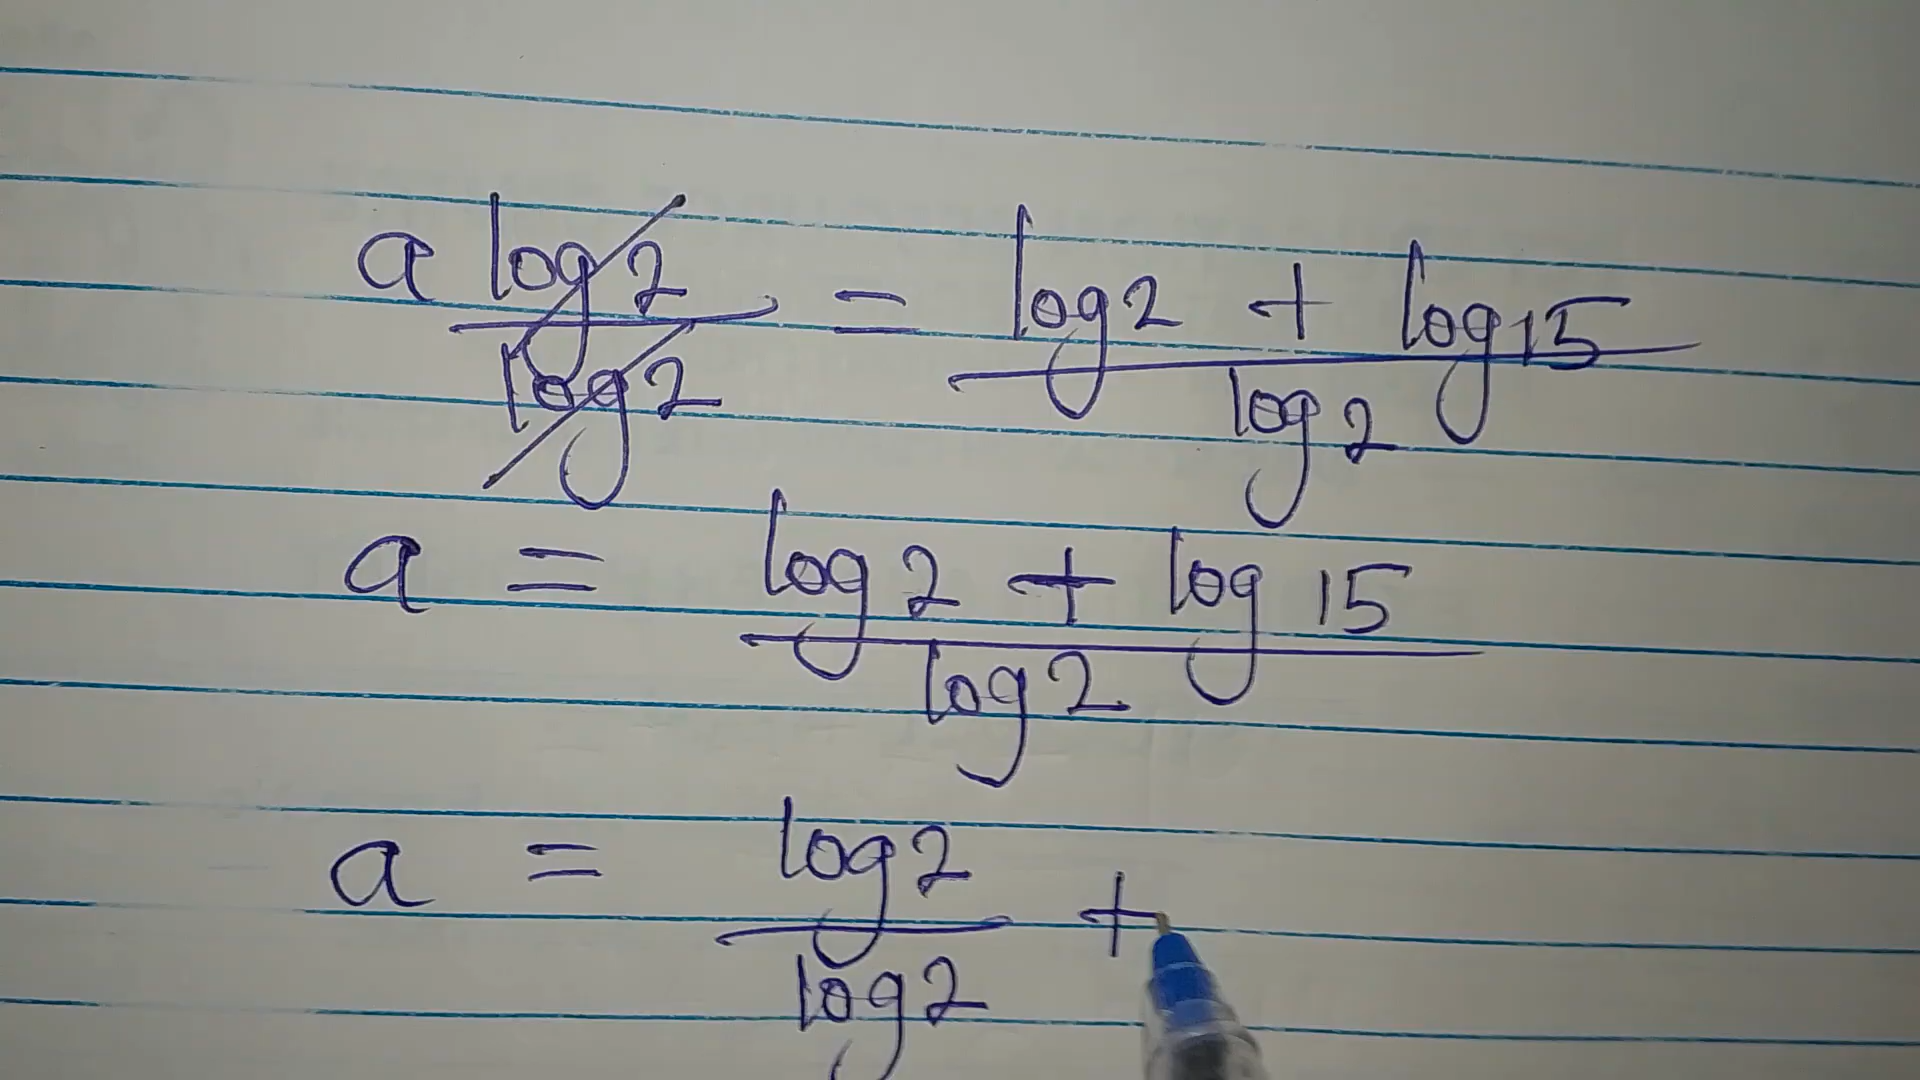 a log 2 / log 2 = log 2 + log 15 / log 2
a = log 2 + log 15 / log 2
a = log 2 / log 2 +